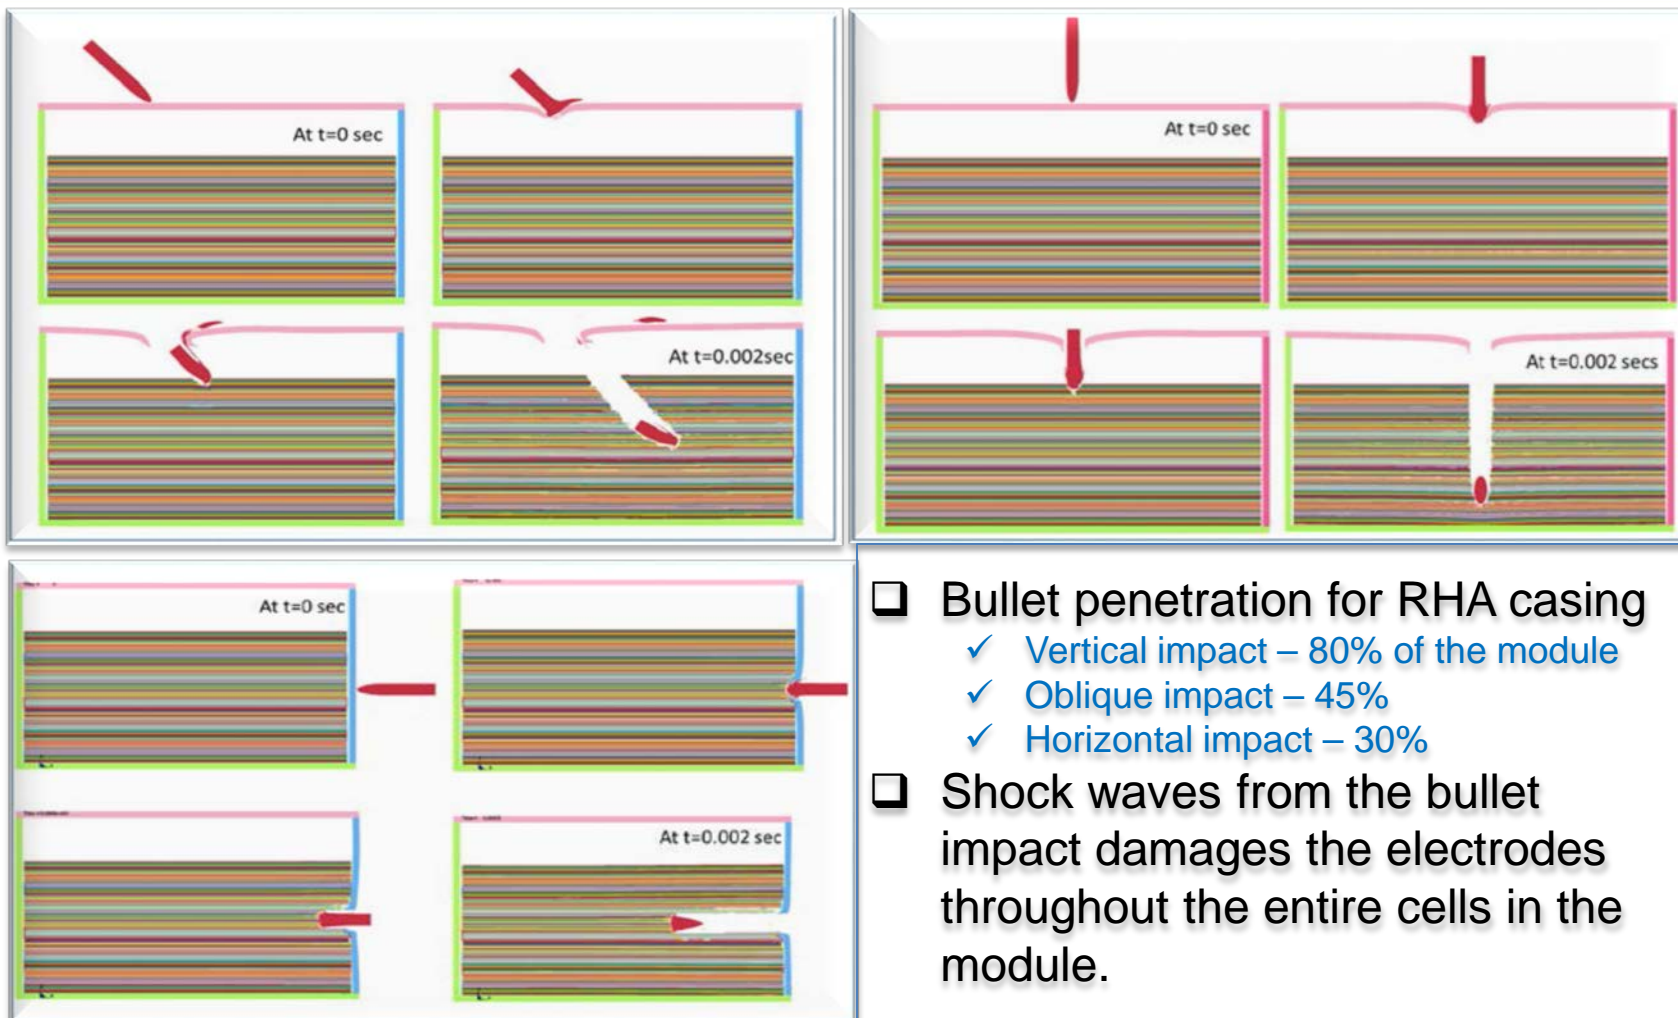 At t=0 sec
At t=0.002sec
At t=0 sec
At t=0.002 secs
At t=0 sec
At t=0.002 sec
❑ Bullet penetration for RHA casing
✓ Vertical impact – 80% of the module
✓ Oblique impact – 45%
✓ Horizontal impact – 30%
❑ Shock waves from the bullet
impact damages the electrodes
throughout the entire cells in the
module.